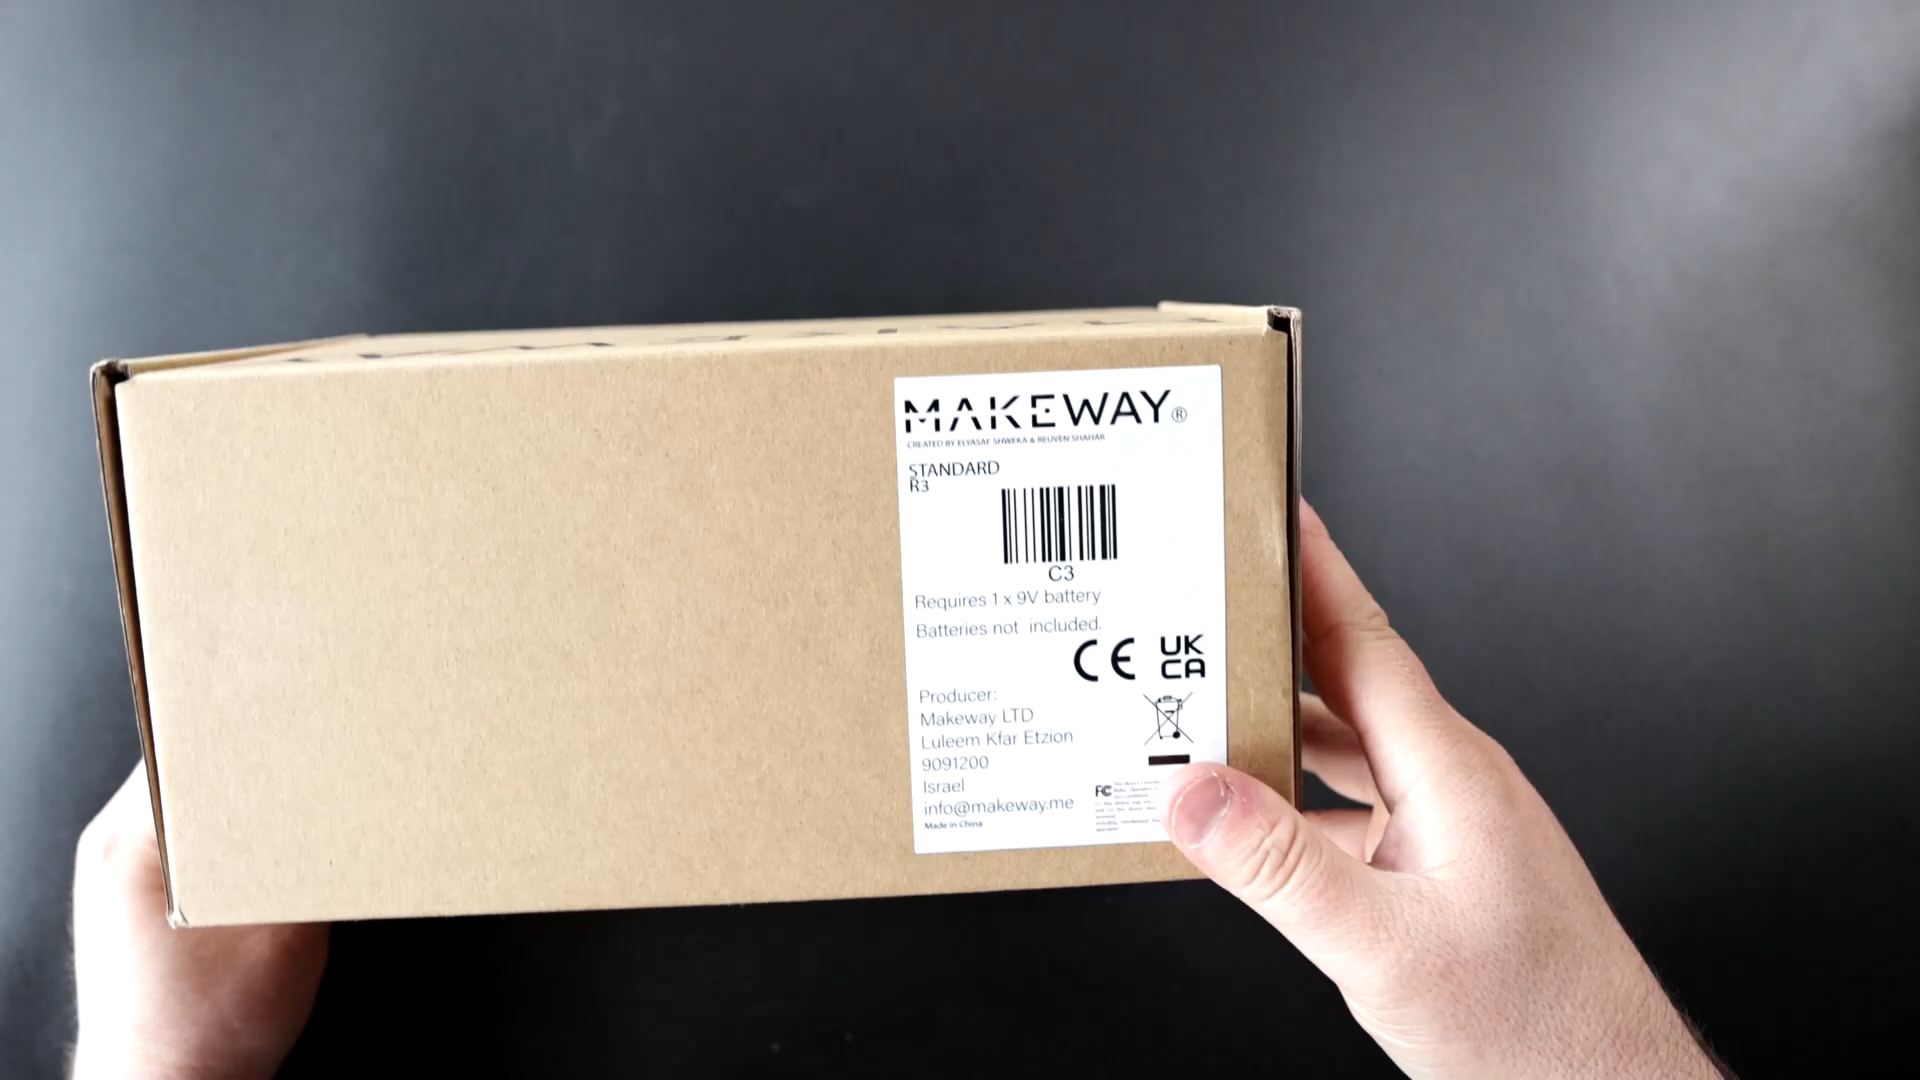 MAKEWAY®
CREATED BY ELYASAF SHWEKA & REUVEN SHAHAR
STANDARD
R3
C3
Requires 1 x 9V battery
Batteries not included.
CE
UK
CA
Producer:
Makeway LTD
Luleem Kfar Etzion
9091200
Israel
info@makeway.me
Made in China
FC